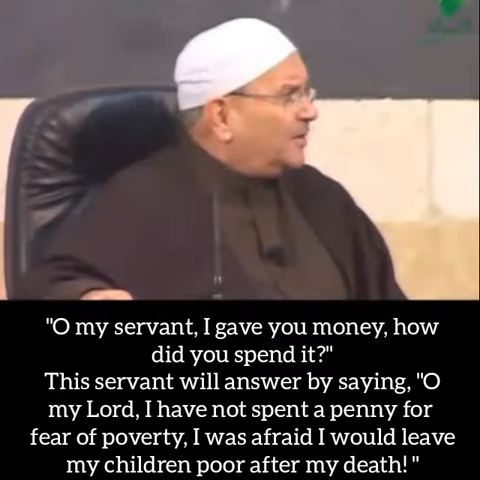 "O my servant, I gave you money, how
did you spend it?"
This servant will answer by saying, "O
my Lord, I have not spent a penny for
fear of poverty, I was afraid I would leave
my children poor after my death! "